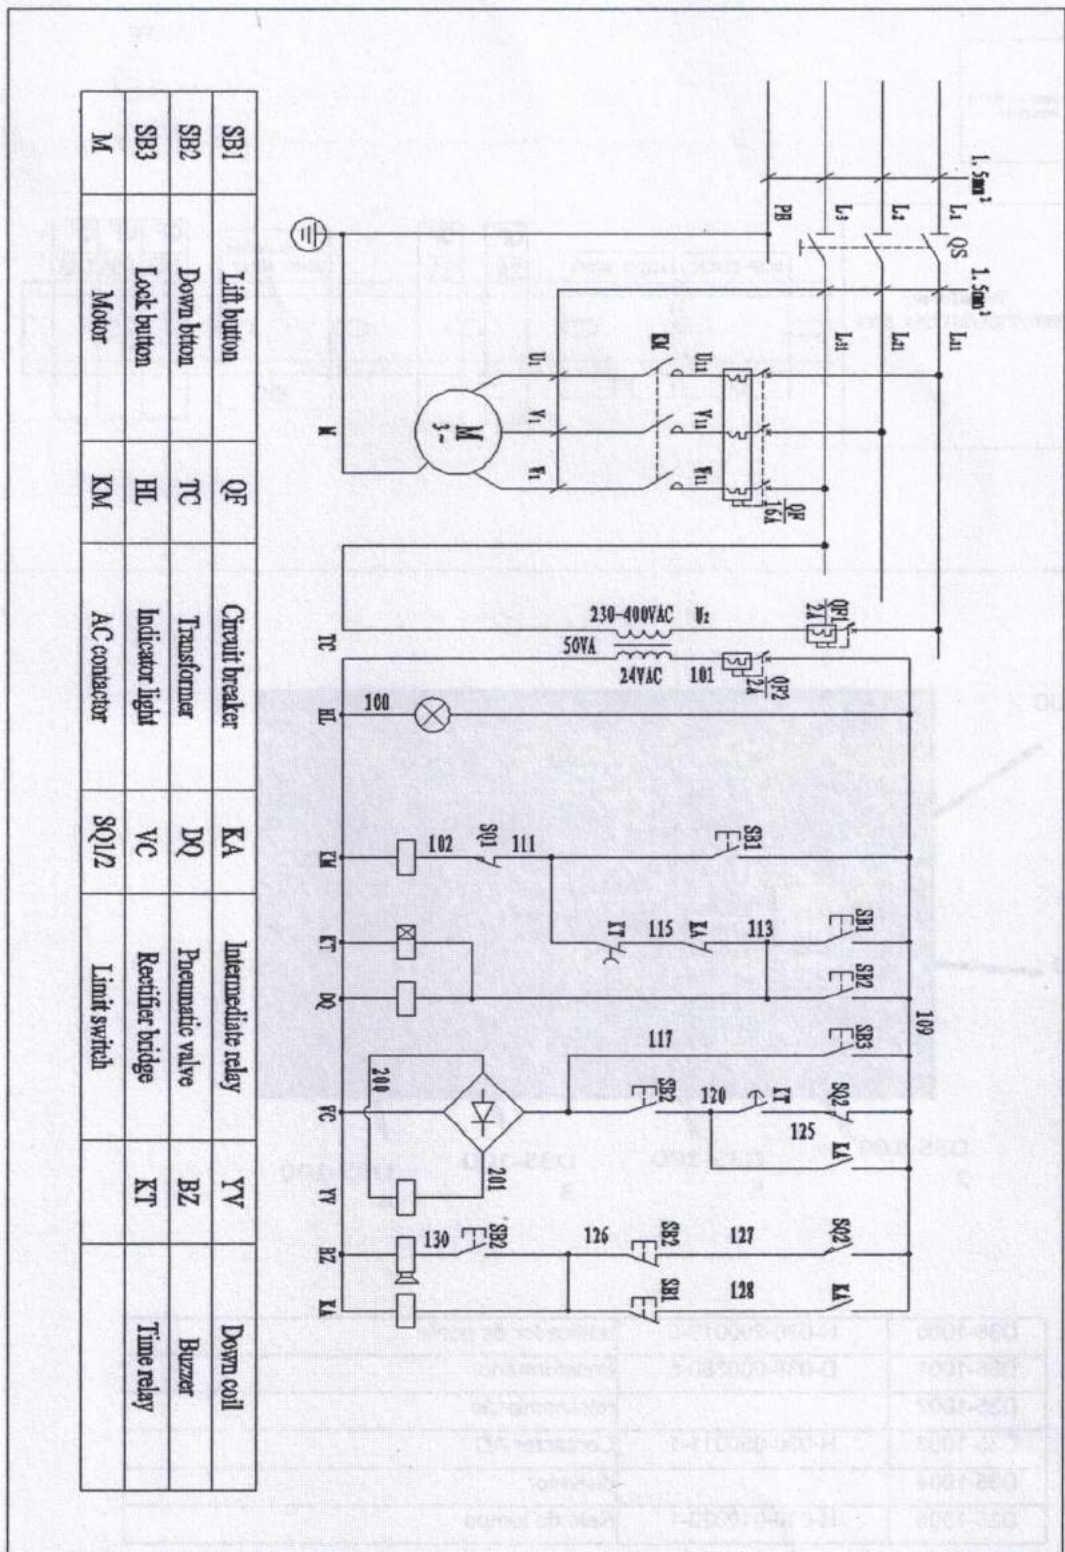 1.5mm²
1.5mm²
L₁
QS
L₁₁
L₂
L₂₁
L₃
L₃₁
PB
QF
16A
U₁₁
V₁₁
W₁₁
KM
U₁
V₁
W₁
M
3~
M
QF1
2A
U₂
230-400VAC
50VA
24VAC
101
QF2
2A
TC
100
HL
109
SB1
111
SQ1
102
KM
SB1
113
KA
115
KT
KT
SB2
DQ
SB3
117
SQ2
125
KT
120
SB2
KA
200
201
VC
YV
SQ2
127
SB2
126
SB2
130
BZ
KA
128
SB1
KA
SB1 Lift button QF Circuit breaker KA Intermediate relay YV Down coil
SB2 Down btton TC Transformer DQ Pneumatic valve BZ Buzzer
SB3 Lock button HL Indicator light VC Rectifier bridge KT Time relay
M Motor KM AC contactor SQ1/2 Limit switch